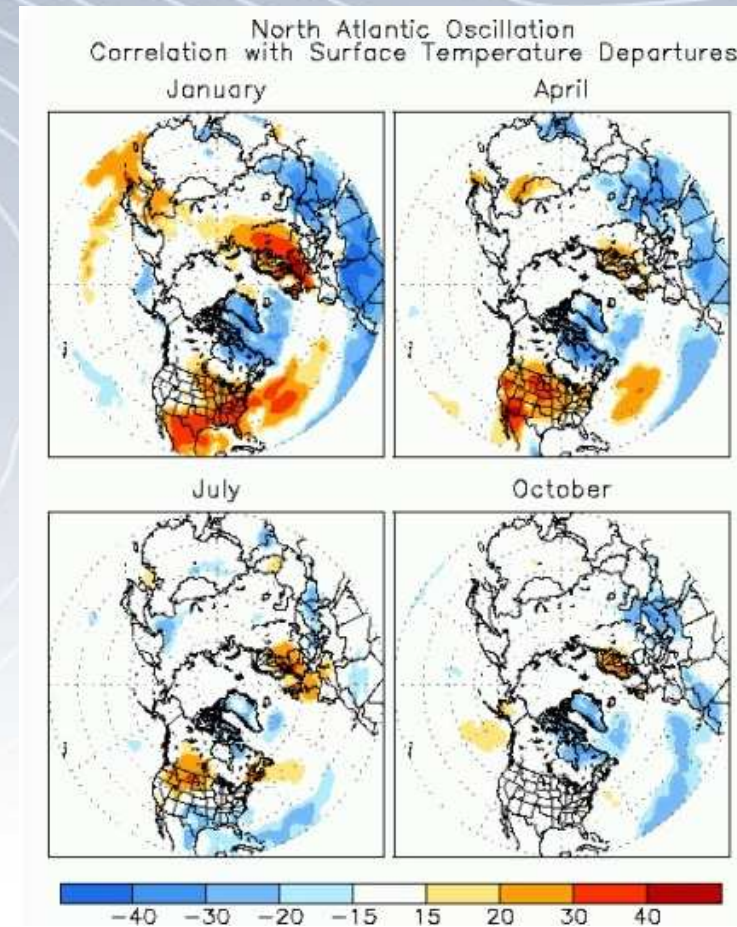 North Atlantic Oscillation
Correlation with Surface Temperature Departures
January
April
July
October
-40 -30 -20 -15 15 20 30 40